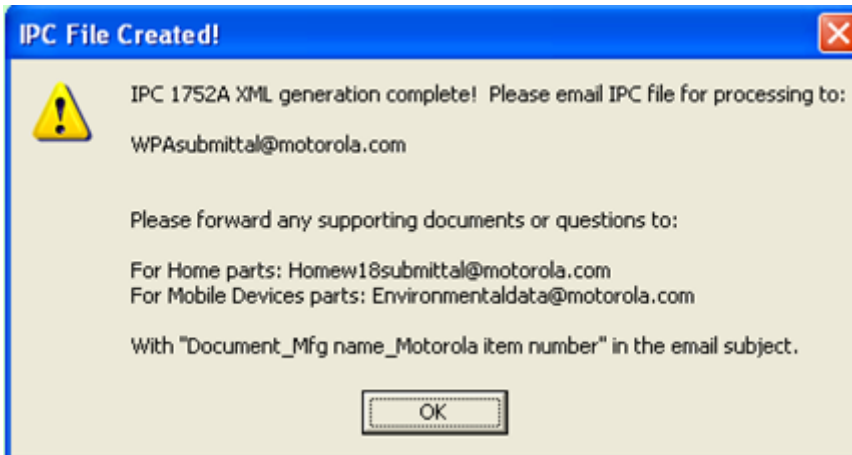 IPC File Created!
IPC 1752A XML generation complete! Please email IPC file for processing to:
WPAsubmittal@motorola.com
Please forward any supporting documents or questions to:
For Home parts: Homew18submittal@motorola.com
For Mobile Devices parts: Environmentaldata@motorola.com
With "Document_Mfg name_Motorola item number" in the email subject.
OK